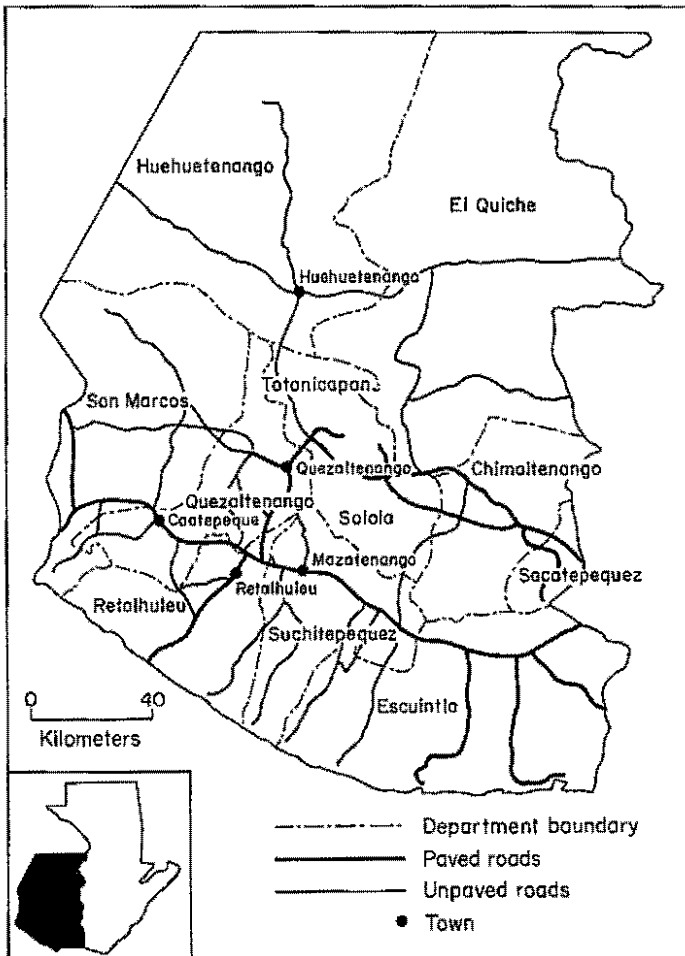 Huehuetenango
El Quiche
Huehuetenango
Totonicapan
San Marcos
Quezaltenango
Chimaltenango
Quezaltenango
Solola
Coatepeque
Mazatenango
Sacatepequez
Retalhuleu
Retalhuleu
Suchitepequez
Escuintla
0 40
Kilometers
Department boundary
Paved roads
Unpaved roads
Town